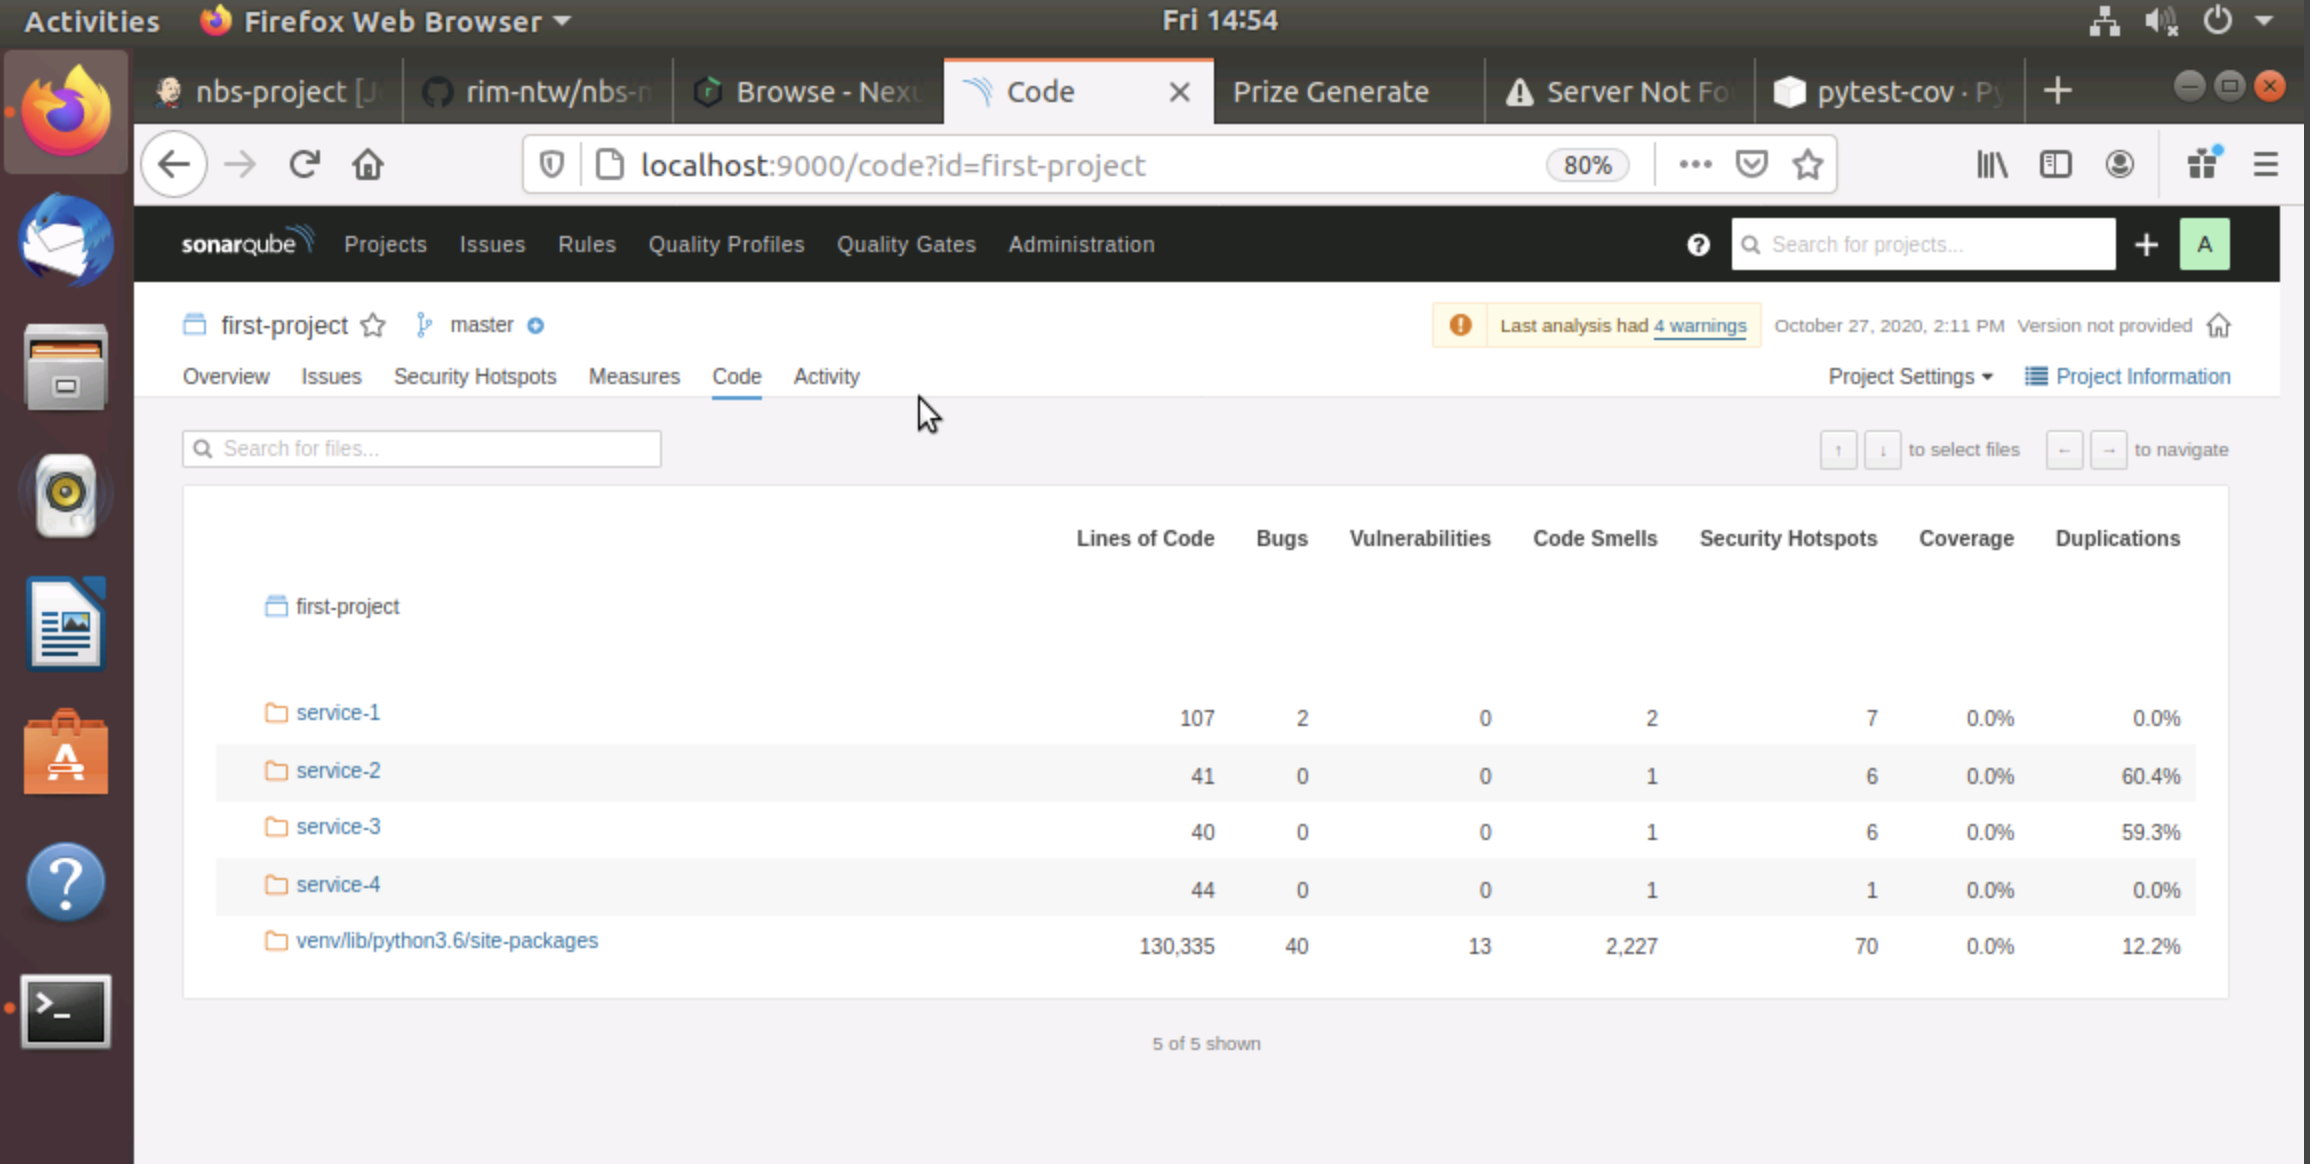 Activities Firefox Web Browser Fri 14:54
nbs-project [J rim-ntw/nbs-n Browse - Nexu Code Prize Generate Server Not Fo pytest-cov · Py
localhost:9000/code?id=first-project 80%
sonarqube Projects Issues Rules Quality Profiles Quality Gates Administration ? Search for projects... + A
first-project master Last analysis had 4 warnings October 27, 2020, 2:11 PM Version not provided
Overview Issues Security Hotspots Measures Code Activity Project Settings Project Information
Search for files... ↑ ↓ to select files ← → to navigate
Lines of Code Bugs Vulnerabilities Code Smells Security Hotspots Coverage Duplications
first-project
service-1 107 2 0 2 7 0.0% 0.0%
service-2 41 0 0 1 6 0.0% 60.4%
service-3 40 0 0 1 6 0.0% 59.3%
service-4 44 0 0 1 1 0.0% 0.0%
venv/lib/python3.6/site-packages 130,335 40 13 2,227 70 0.0% 12.2%
5 of 5 shown